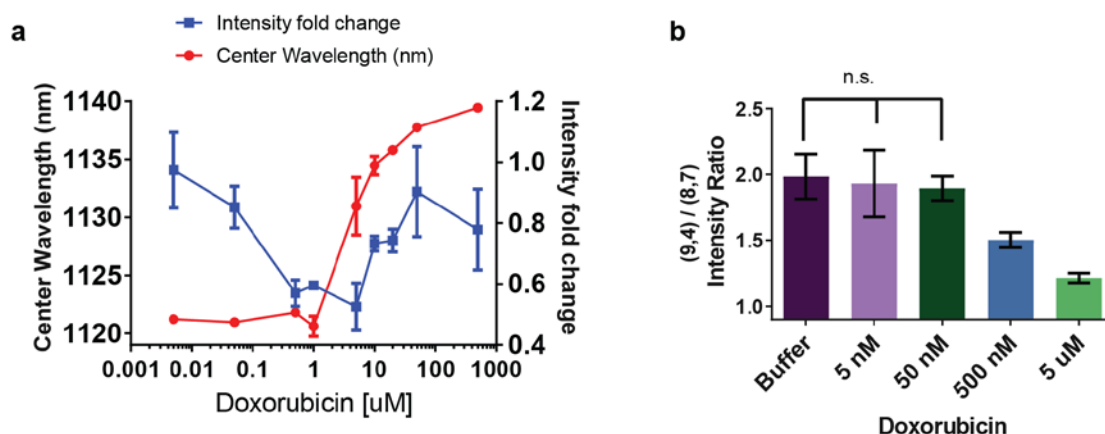 a
Intensity fold change
Center Wavelength (nm)
Center Wavelength (nm)
1140
1135
1130
1125
1120
1.2
1.0
0.8
0.6
0.4
Intensity fold change
0.001 0.01 0.1 1 10 100 1000
Doxorubicin [uM]
b
n.s.
(9,4) / (8,7)
Intensity Ratio
2.5
2.0
1.5
1.0
Buffer
5 nM
50 nM
500 nM
5 uM
Doxorubicin